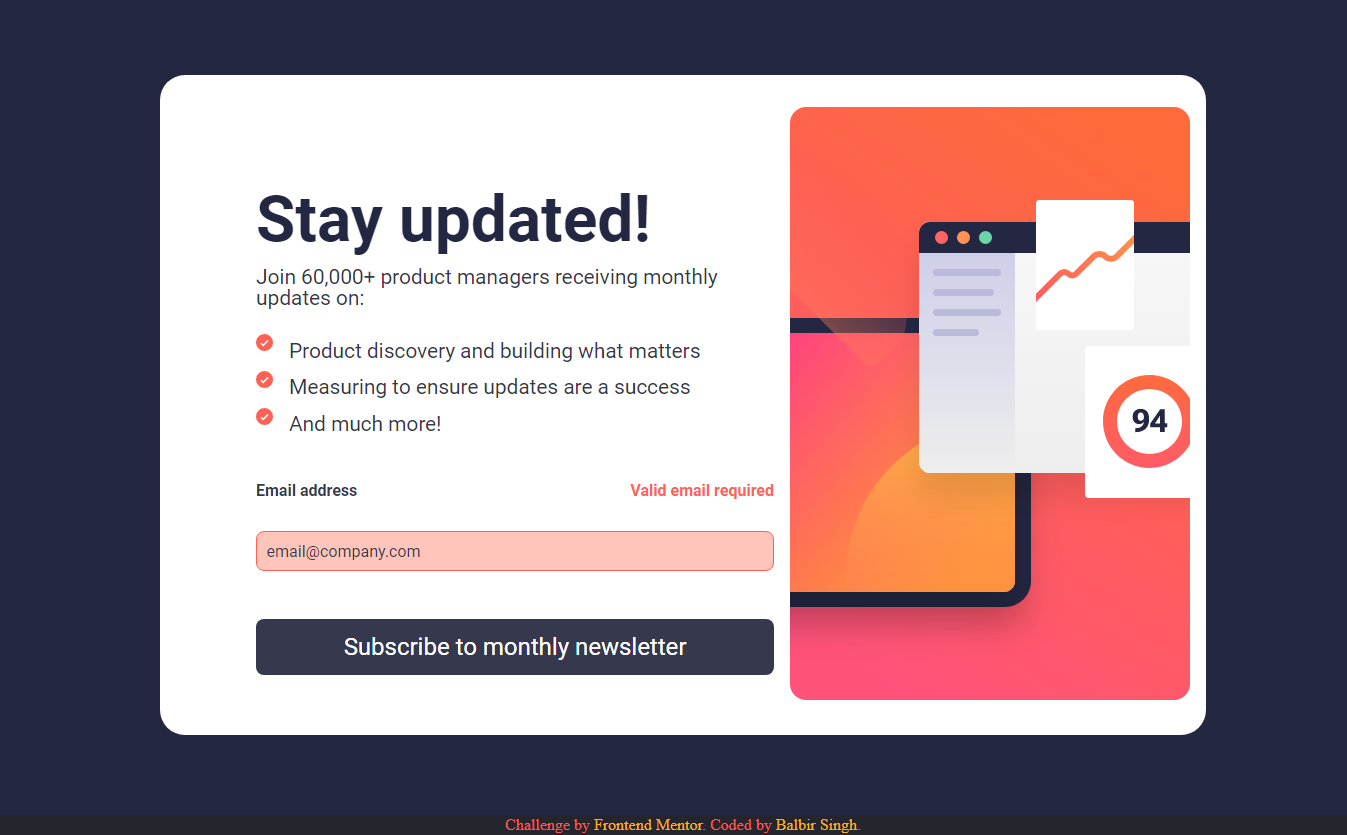 Stay updated!
Join 60,000+ product managers receiving monthly
updates on:
Product discovery and building what matters
Measuring to ensure updates are a success
And much more!
Email address
Valid email required
email@company.com
Subscribe to monthly newsletter
94
Challenge by Frontend Mentor. Coded by Balbir Singh.